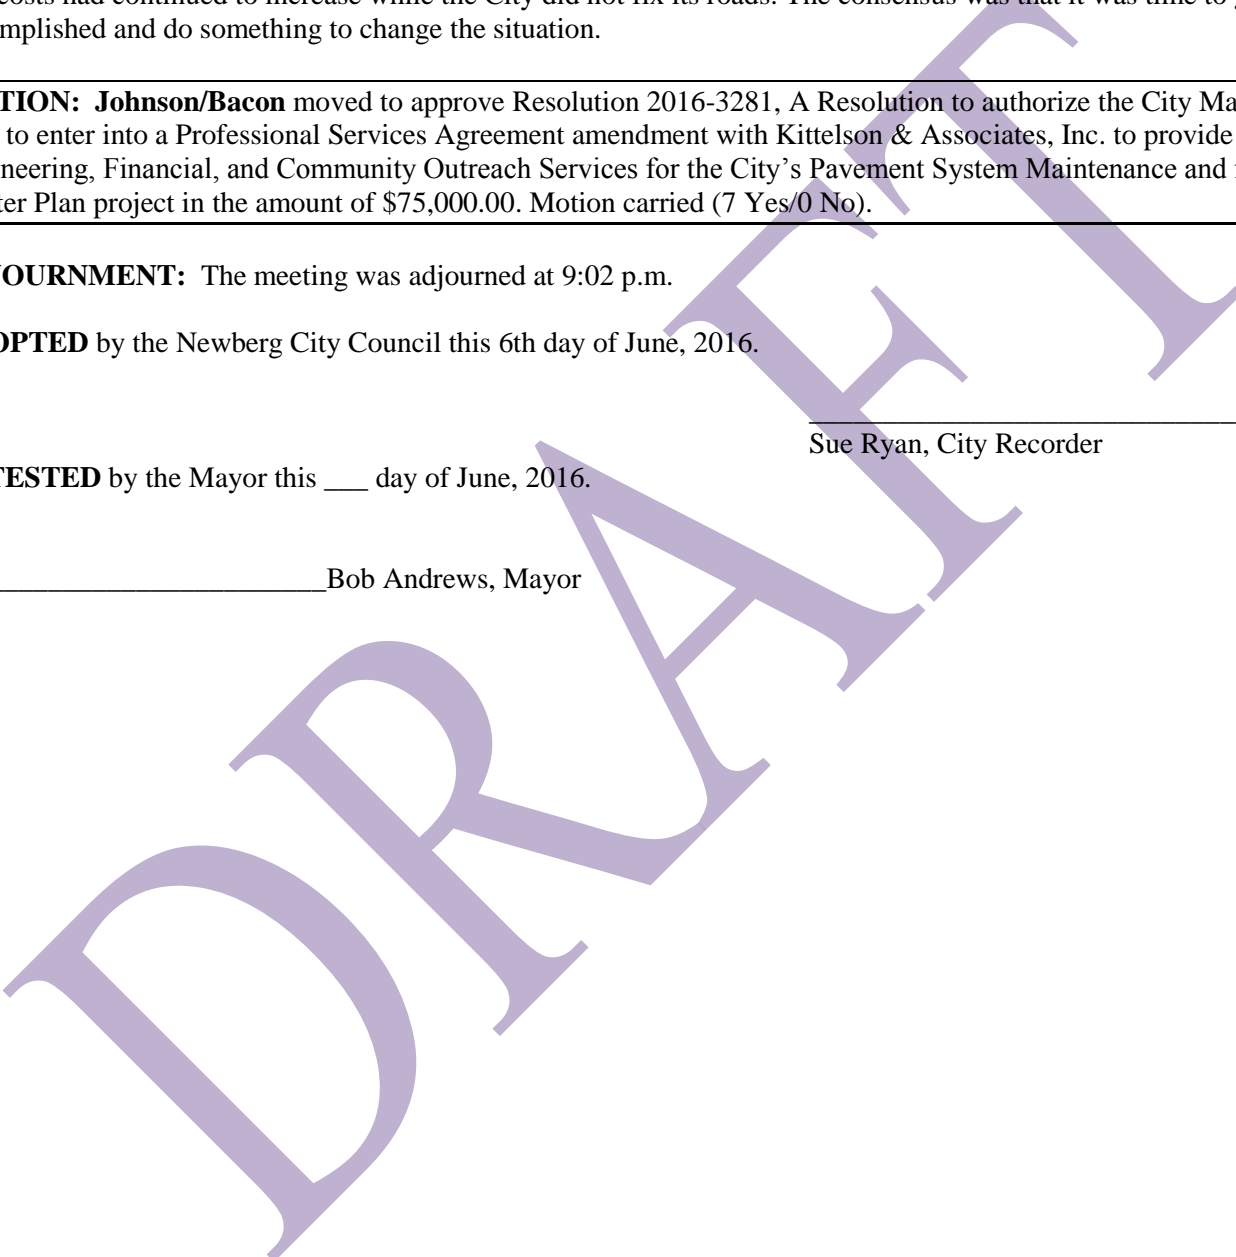 costs had continued to increase while the City did not fix its roads. The consensus was that it was time to
mplished and do something to change the situation.
TION: Johnson/Bacon moved to approve Resolution 2016-3281, A Resolution to authorize the City Ma
to enter into a Professional Services Agreement amendment with Kittelson & Associates, Inc. to provide
neering, Financial, and Community Outreach Services for the City’s Pavement System Maintenance and
ter Plan project in the amount of $75,000.00. Motion carried (7 Yes/0 No).
OURNMENT: The meeting was adjourned at 9:02 p.m.
OPTED by the Newberg City Council this 6th day of June, 2016.
Sue Ryan, City Recorder
TESTED by the Mayor this ___ day of June, 2016.
______________________Bob Andrews, Mayor
DRAFT